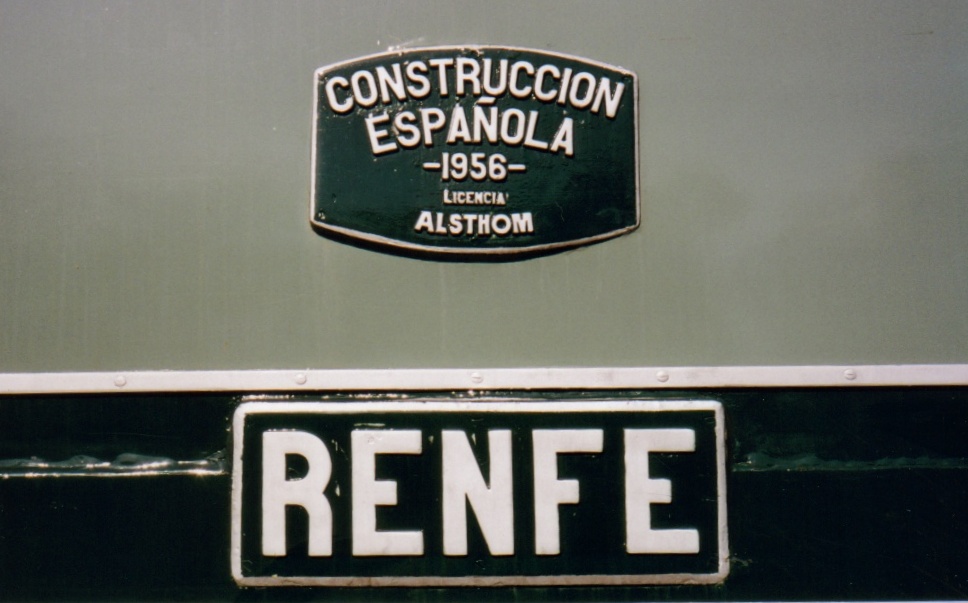 CONSTRUCCION
ESPAÑOLA
-1956-
LICENCIA
ALSTHOM
RENFE